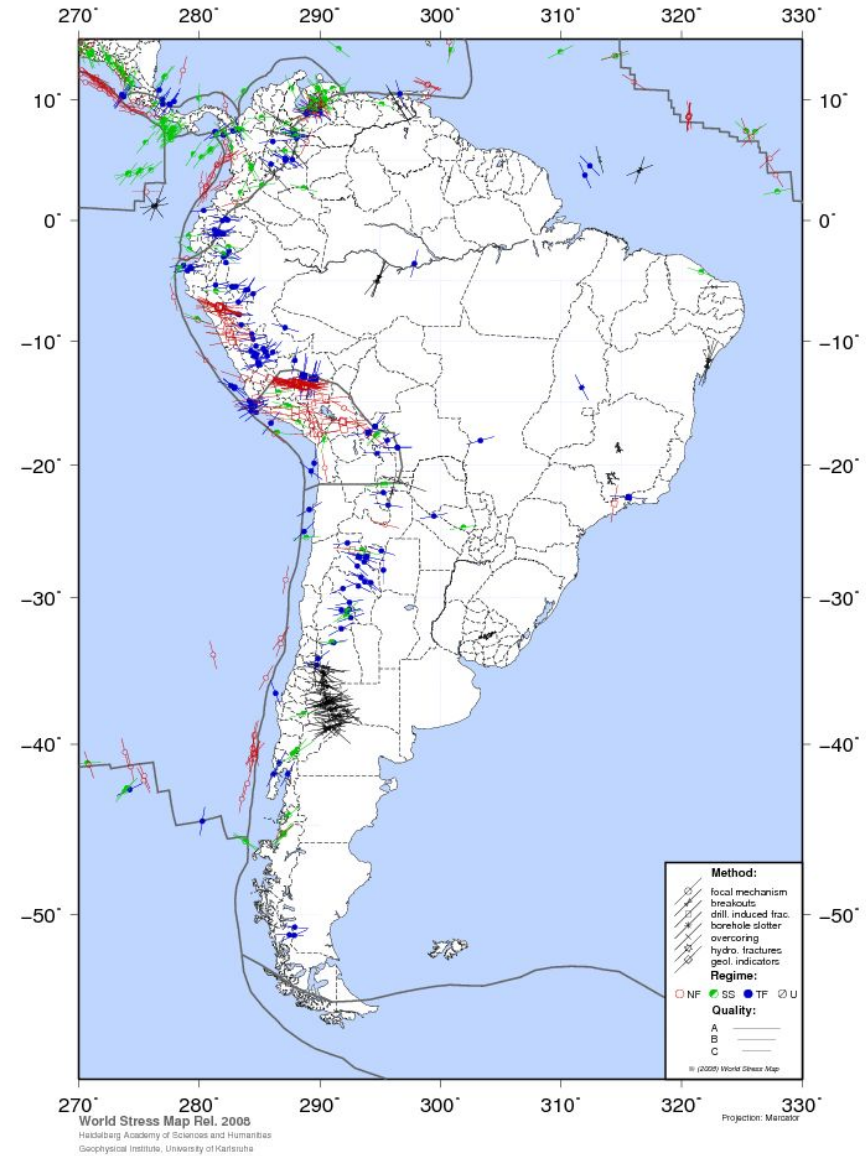 270˚ 280˚ 290˚ 300˚ 310˚ 320˚ 330˚
10˚ 10˚
0˚ 0˚
−10˚ −10˚
−20˚ −20˚
−30˚ −30˚
−40˚ −40˚
−50˚ −50˚
Method:
focal mechanism
breakouts
drill. induced frac.
borehole slotter
overcoring
hydro. fractures
geol. indicators
Regime:
NF SS TF U
Quality:
A
B
C
© (2008) World Stress Map
270˚ 280˚ 290˚ 300˚ 310˚ 320˚ 330˚
World Stress Map Rel. 2008
Projection: Mercator
Heidelberg Academy of Sciences and Humanities
Geophysical Institute, University of Karlsruhe